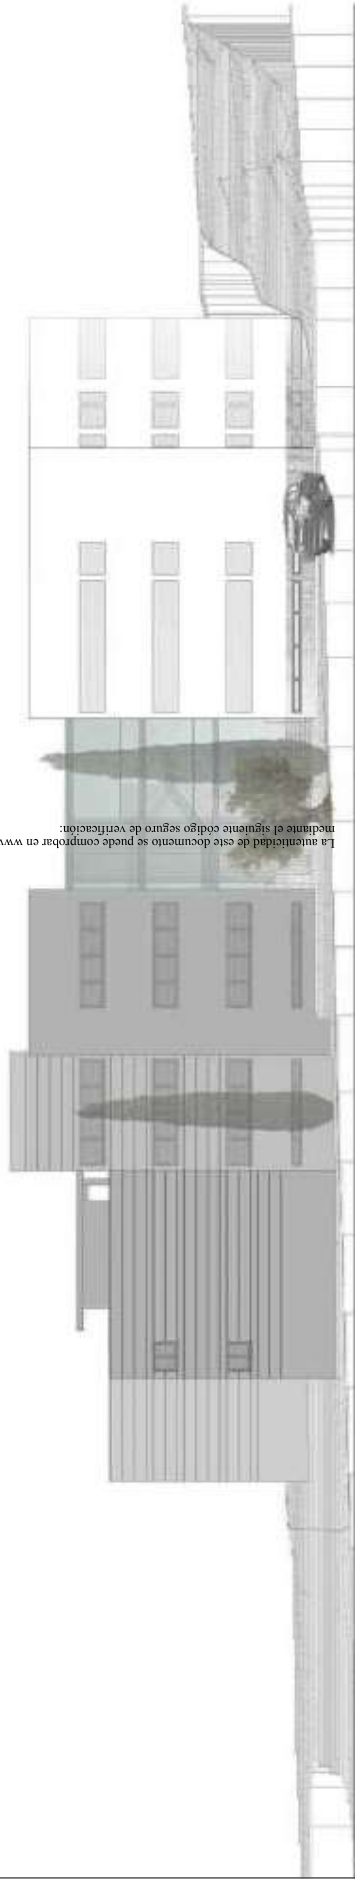 La autenticidad de este documento se puede comprobar en www
mediante el siguiente código seguro de verificación: